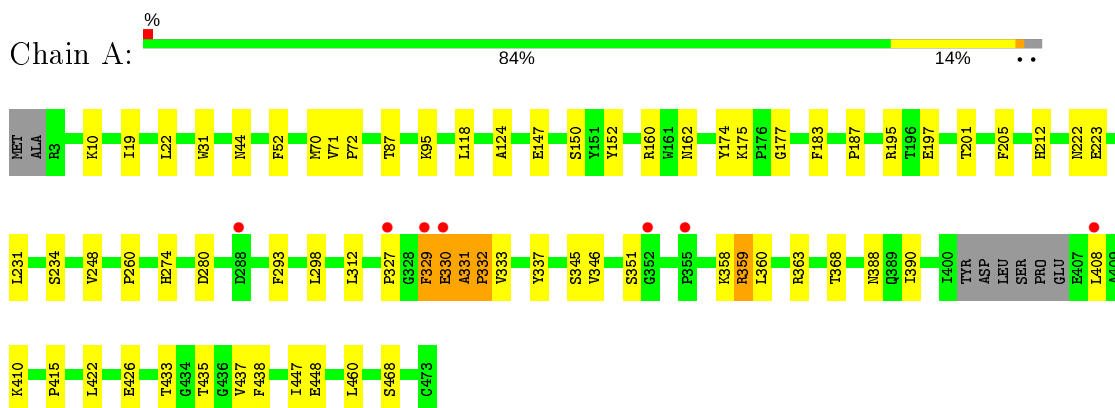 %
Chain A:
84%
14%
. .
MET ALA R3 K10 I19 L22 W31 N44 F52 M70 V71 P72 T87 K95 L118 A124 E147 S150 Y151 Y152 R160 W161 N162 Y174 K175 P176 G177 F183 P187 R195 T196 E197 T201 F205 H212 N222 E223
L231 S234 V248 P260 H274 D280 D288 F293 L298 L312 P327 G328 F329 E330 A331 P332 V333 Y337 S345 V346 S351 G352 P355 K358 R359 L360 R363 T368 N388 Q389 I390 I400 TYR ASP LEU SER PRO GLU E407 L408 A409
K410 P415 L422 E426 T433 G434 T435 G436 V437 F438 I447 E448 L460 S468 C473